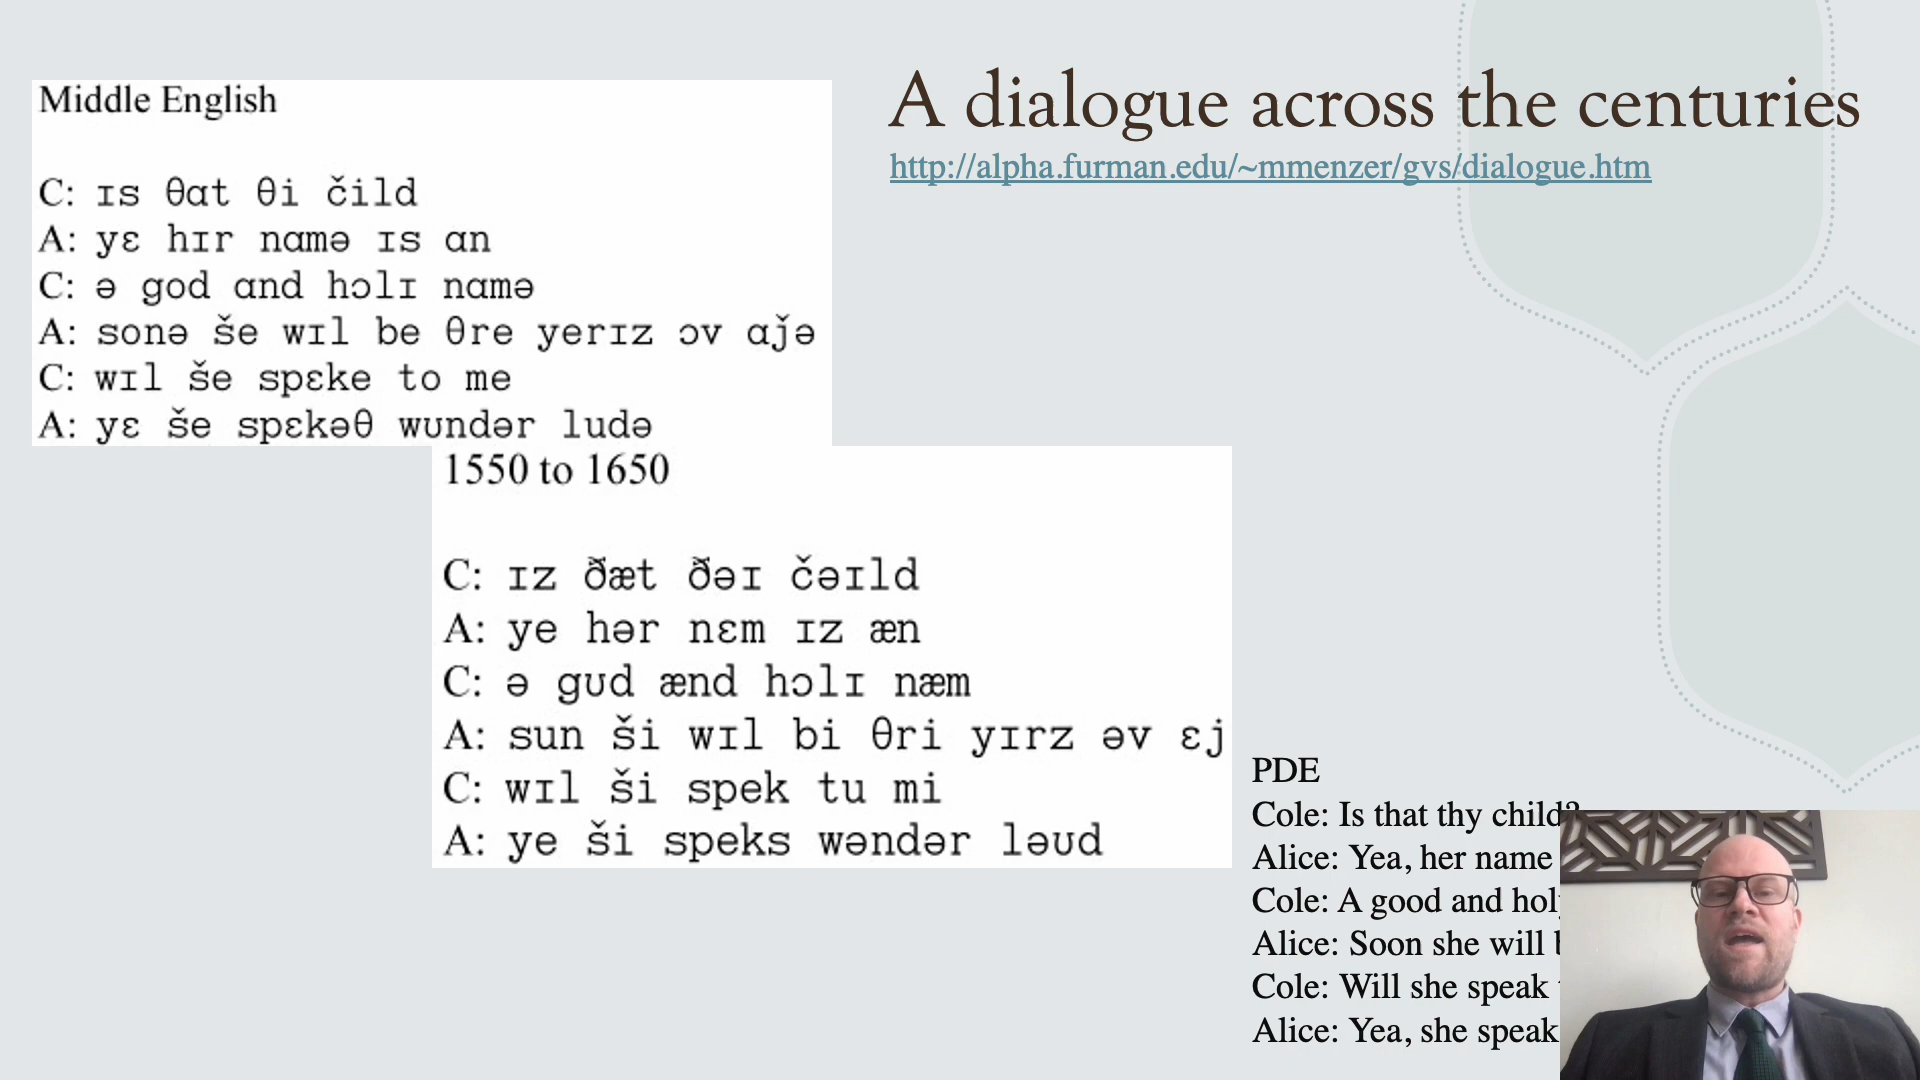 A dialogue across the centuries
http://alpha.furman.edu/~mmenzer/gvs/dialogue.htm
Middle English
C: ɪs θɑt θi čild
A: yɛ hɪr nɑmə ɪs ɑn
C: ə god ɑnd hɔlɪ nɑmə
A: sonə še wɪl be θre yerɪz ɔv ɑǰə
C: wɪl še spɛke to me
A: yɛ še spɛkəθ wʊndər ludə
1550 to 1650
C: ɪz ðæt ðəɪ čəɪld
A: ye hər nɛm ɪz æn
C: ə gʊd ænd hɔlɪ næm
A: sun ši wɪl bi θri yɪrz əv ɛj
C: wɪl ši spek tu mi
A: ye ši speks wəndər ləʊd
PDE
Cole: Is that thy child?
Alice: Yea, her name
Cole: A good and
Alice: Soon she will
Cole: Will she speak
Alice: Yea, she speak